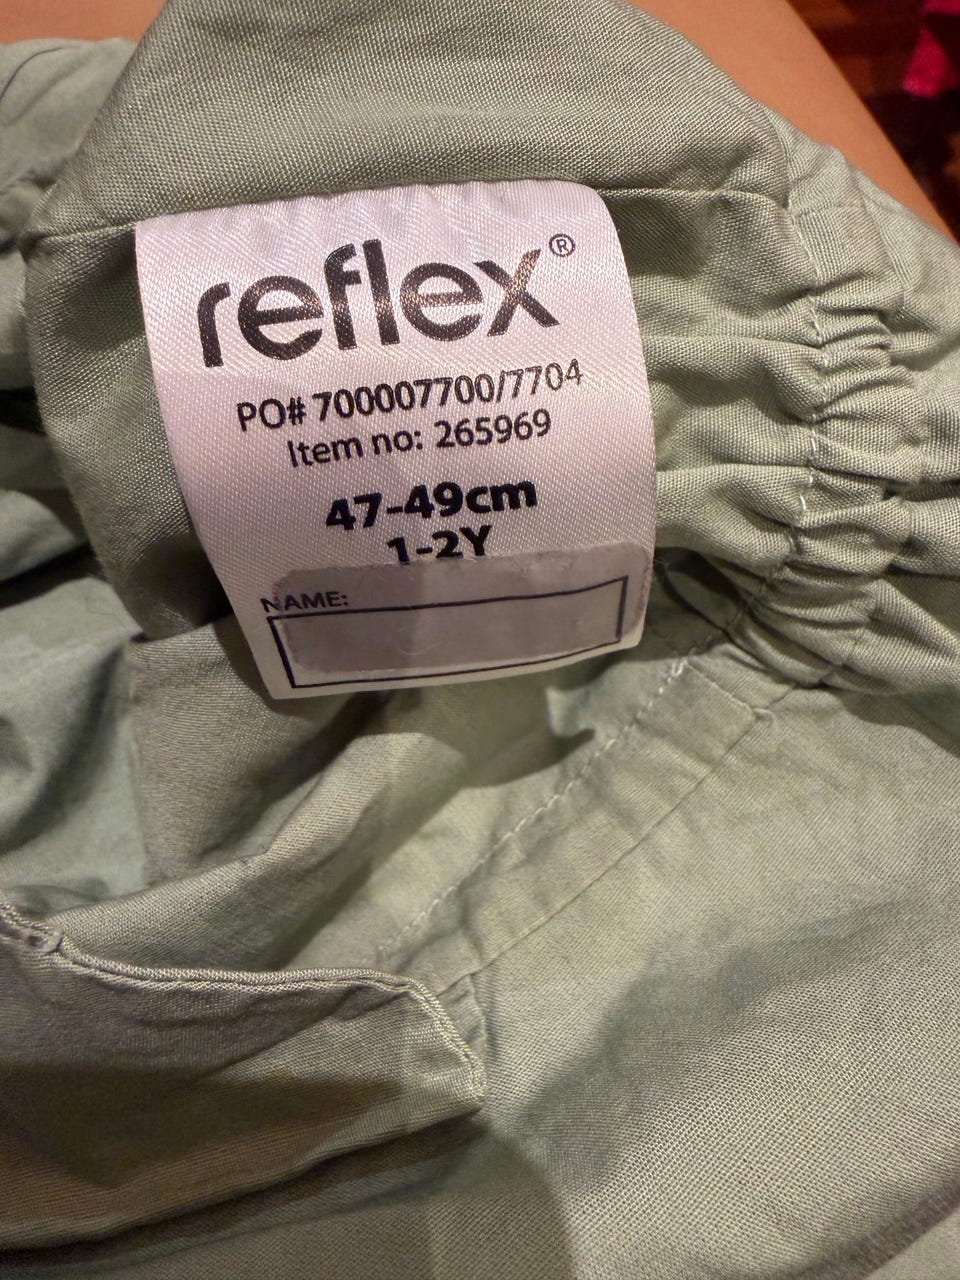 reflex®
PO# 700007700/7704
Item no: 265969
47-49cm
1-2Y
NAME: